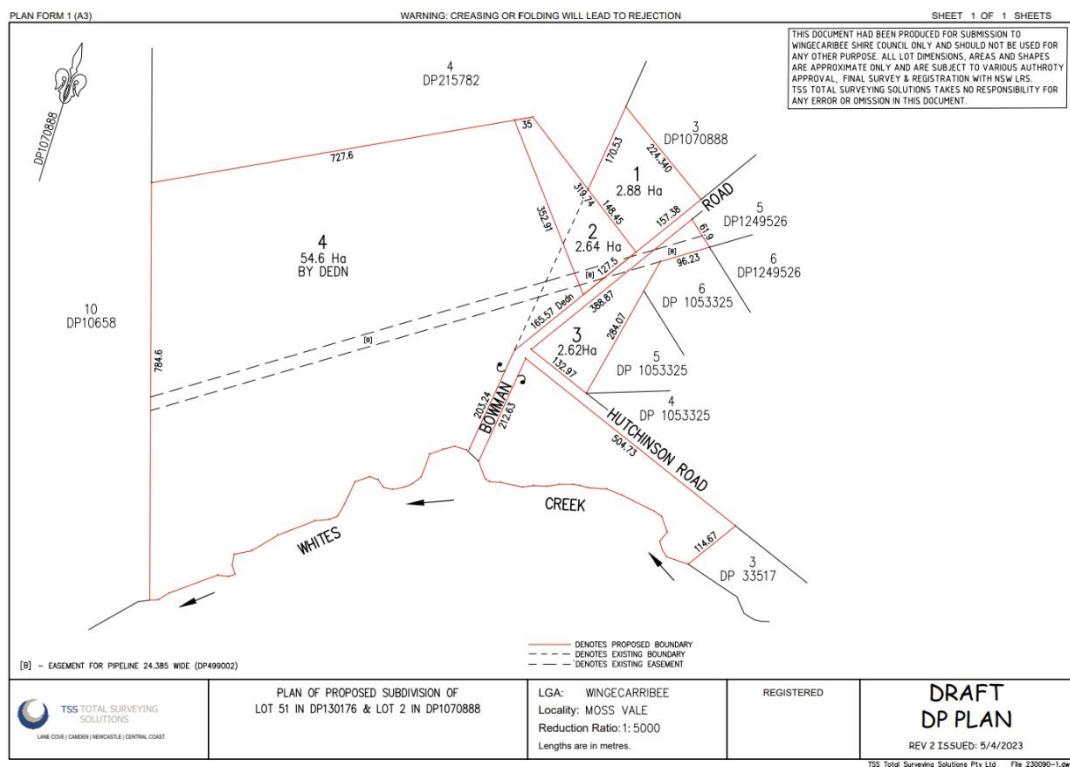 PLAN FORM 1 (A3)
WARNING: CREASING OR FOLDING WILL LEAD TO REJECTION
SHEET 1 OF 1 SHEETS
THIS DOCUMENT HAD BEEN PRODUCED FOR SUBMISSION TO
WINGECARIBEE SHIRE COUNCIL ONLY AND SHOULD NOT BE USED FOR
ANY OTHER PURPOSE. ALL LOT DIMENSIONS, AREAS AND SHAPES
ARE APPROXIMATE ONLY AND ARE SUBJECT TO VARIOUS AUTHROTY
APPROVAL, FINAL SURVEY & REGISTRATION WITH NSW LRS.
TSS TOTAL SURVEYING SOLUTIONS TAKES NO RESPONSIBILITY FOR
ANY ERROR OR OMISSION IN THIS DOCUMENT.
DP1070888
4
DP215782
35
727.6
170.53
3
DP1070888
224.340
1
2.88 Ha
319.74
148.45
157.38
ROAD
352.91
2
2.64 Ha
5
DP1249526
61.9
4
54.6 Ha
BY DEDN
127.5
[B]
[B]
96.23
6
DP1249526
6
DP 1053325
10
DP10658
165.57 Dedn
388.87
[B]
3
2.62Ha
284.07
784.6
132.97
5
DP 1053325
4
DP 1053325
203.24
BOWMAN
212.63
HUTCHINSON ROAD
504.73
WHITES
CREEK
114.67
3
DP 33517
[B] - EASEMENT FOR PIPELINE 24.385 WIDE (DP499002)
DENOTES PROPOSED BOUNDARY
DENOTES EXISTING BOUNDARY
DENOTES EXISTING EASEMENT
TSS TOTAL SURVEYING
SOLUTIONS
LANE COVE | CAMDEN | NEWCASTLE | CENTRAL COAST
PLAN OF PROPOSED SUBDIVISION OF
LOT 51 IN DP130176 & LOT 2 IN DP1070888
LGA: WINGECARRIBEE
Locality: MOSS VALE
Reduction Ratio: 1: 5000
Lengths are in metres.
REGISTERED
DRAFT
DP PLAN
REV 2 ISSUED: 5/4/2023
TSS Total Surveying Solutions Pty Ltd File 230090-1.dw